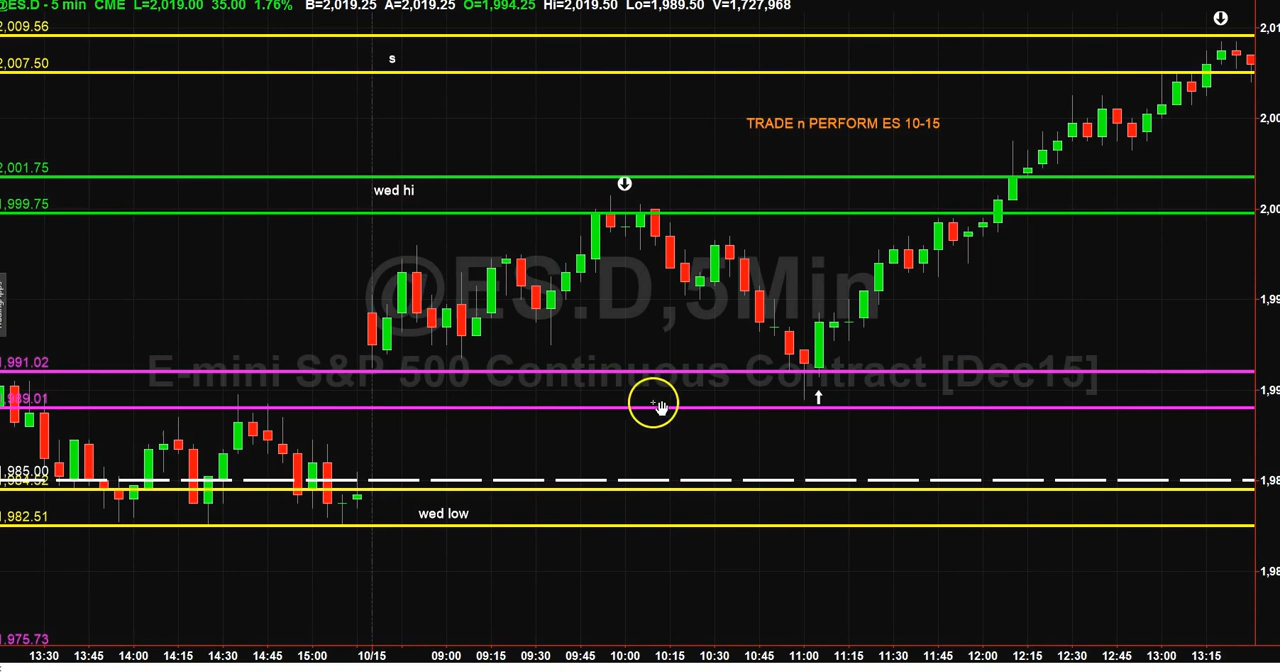 @ES.D - 5 min CME L=2,019.00 35.00 1.76% B=2,019.25 A=2,019.25 O=1,994.25 Hi=2,019.50 Lo=1,989.50 V=1,727,968
2,009.56
s
2,007.50
TRADE n PERFORM ES 10-15
2,001.75
wed hi
1,999.75
@ES.D,5Min
E-mini S&P 500 Continuous Contract [Dec15]
1,991.02
1,989.01
1,985.00
1,984.52
wed low
1,982.51
1,975.73
13:30 13:45 14:00 14:15 14:30 14:45 15:00 10/15 09:00 09:15 09:30 09:45 10:00 10:15 10:30 10:45 11:00 11:15 11:30 11:45 12:00 12:15 12:30 12:45 13:00 13:15